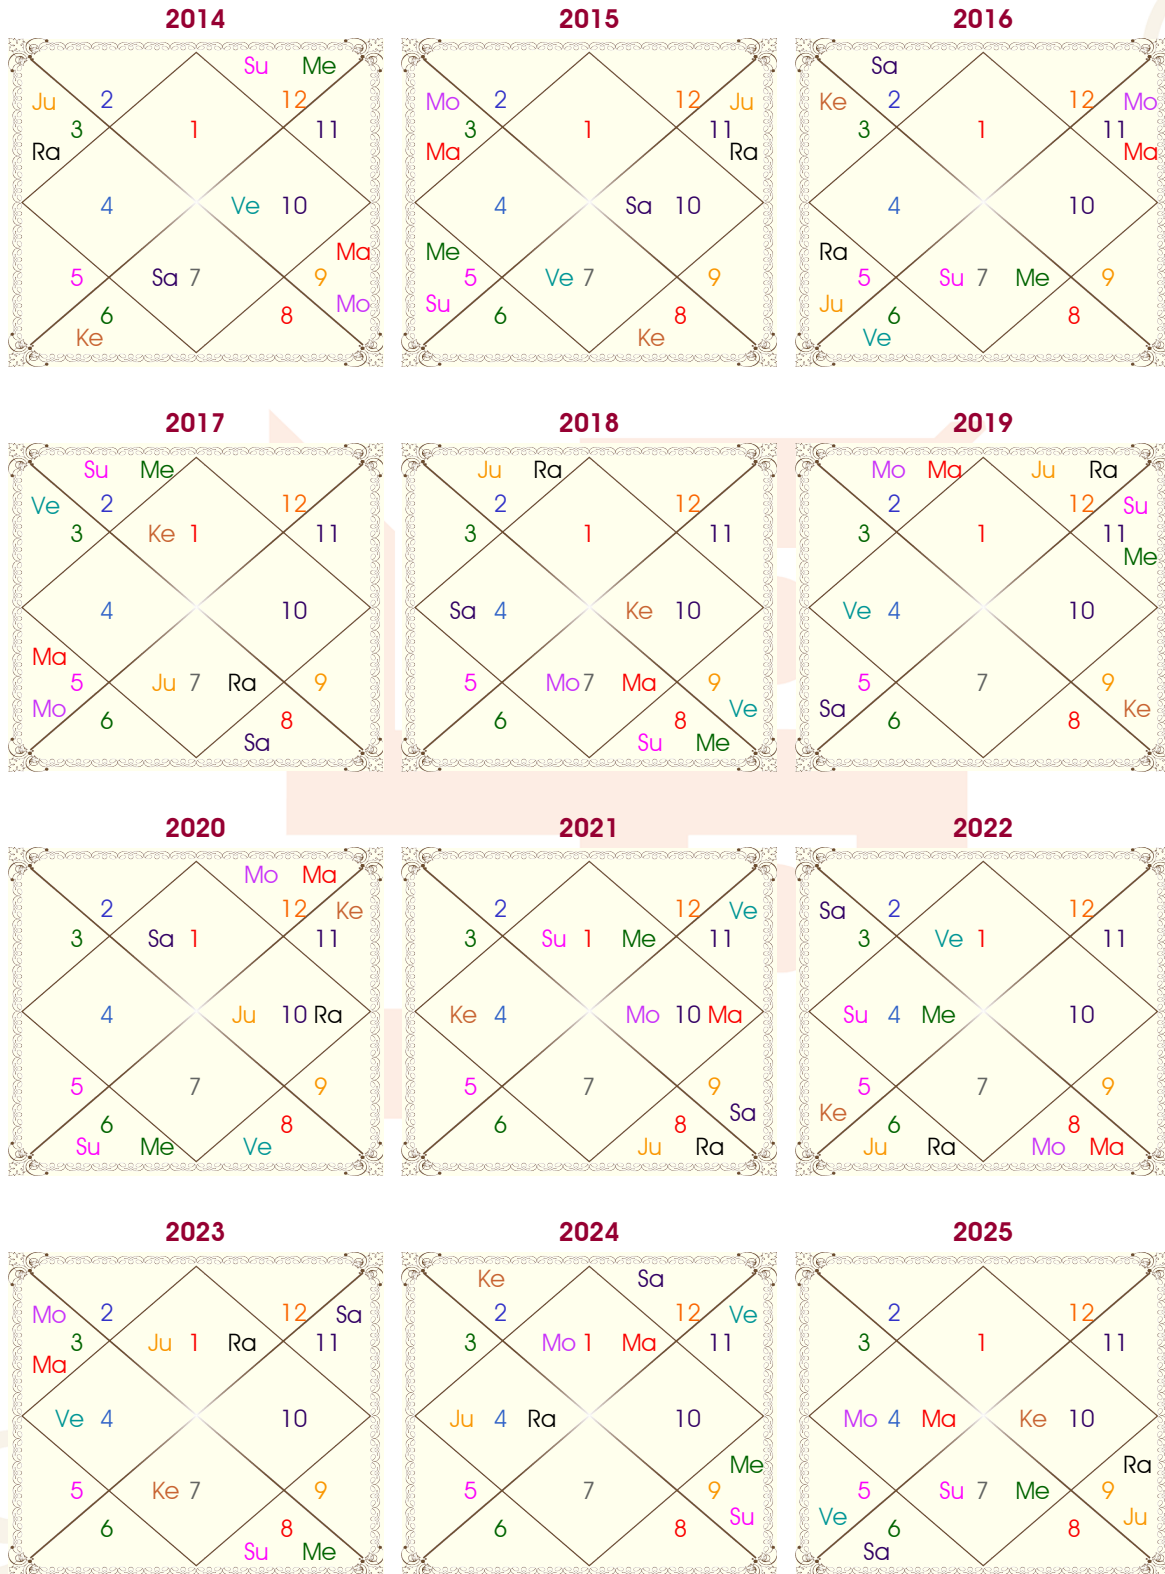 2014 2015 2016
Su Me Sa
Ju 2 12 Mo 2 12 Ju Ke 2 12 Mo
3 1 11 3 1 11 3 1 11
Ra Ma Ra Ma
4 Ve 10 4 Sa 10 4 10
Ma Me Ra
5 Sa 7 9 5 Ve 7 9 5 Su 7 Me 9
Mo Su Ju
6 8 6 8 6 8
Ke Ke Ve
2017 2018 2019
Su Me Ju Ra Mo Ma Ju Ra
Ve 2 12 2 12 2 12 Su
3 Ke 1 11 3 1 11 3 1 11
Me
4 10 Sa 4 Ke 10 Ve 4 10
Ma
5 Ju 7 Ra 9 5 Mo 7 Ma 9 5 7 9
Mo Ve Sa Ke
6 8 6 8 6 8
Sa Su Me
2020 2021 2022
Mo Ma
2 12 Ke 2 12 Ve Sa 2 12
3 Sa 1 11 3 Su 1 Me 11 3 Ve 1 11
4 Ju 10 Ra Ke 4 Mo 10 Ma Su 4 Me 10
5 7 9 5 7 9 5 7 9
Sa Ke
6 8 6 8 6 8
Su Me Ve Ju Ra Ju Ra Mo Ma
2023 2024 2025
Ke Sa
Mo 2 12 Sa 2 12 Ve 2 12
3 Ju 1 Ra 11 3 Mo 1 Ma 11 3 1 11
Ma
Ve 4 10 Ju 4 Ra 10 Mo 4 Ma Ke 10
Me Ra
5 Ke 7 9 5 7 9 5 Su 7 Me 9
Su Ve Ju
6 8 6 8 6 8
Su Me Sa